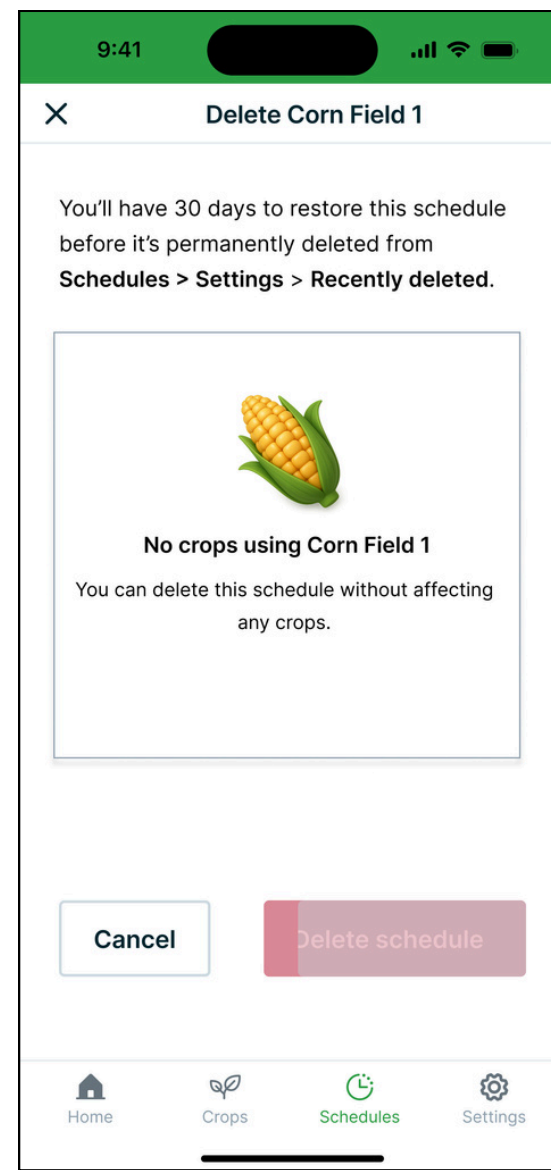 9:41
Delete Corn Field 1
You'll have 30 days to restore this schedule
before it's permanently deleted from
Schedules > Settings > Recently deleted.
No crops using Corn Field 1
You can delete this schedule without affecting
any crops.
Cancel
Delete schedule
Home
Crops
Schedules
Settings